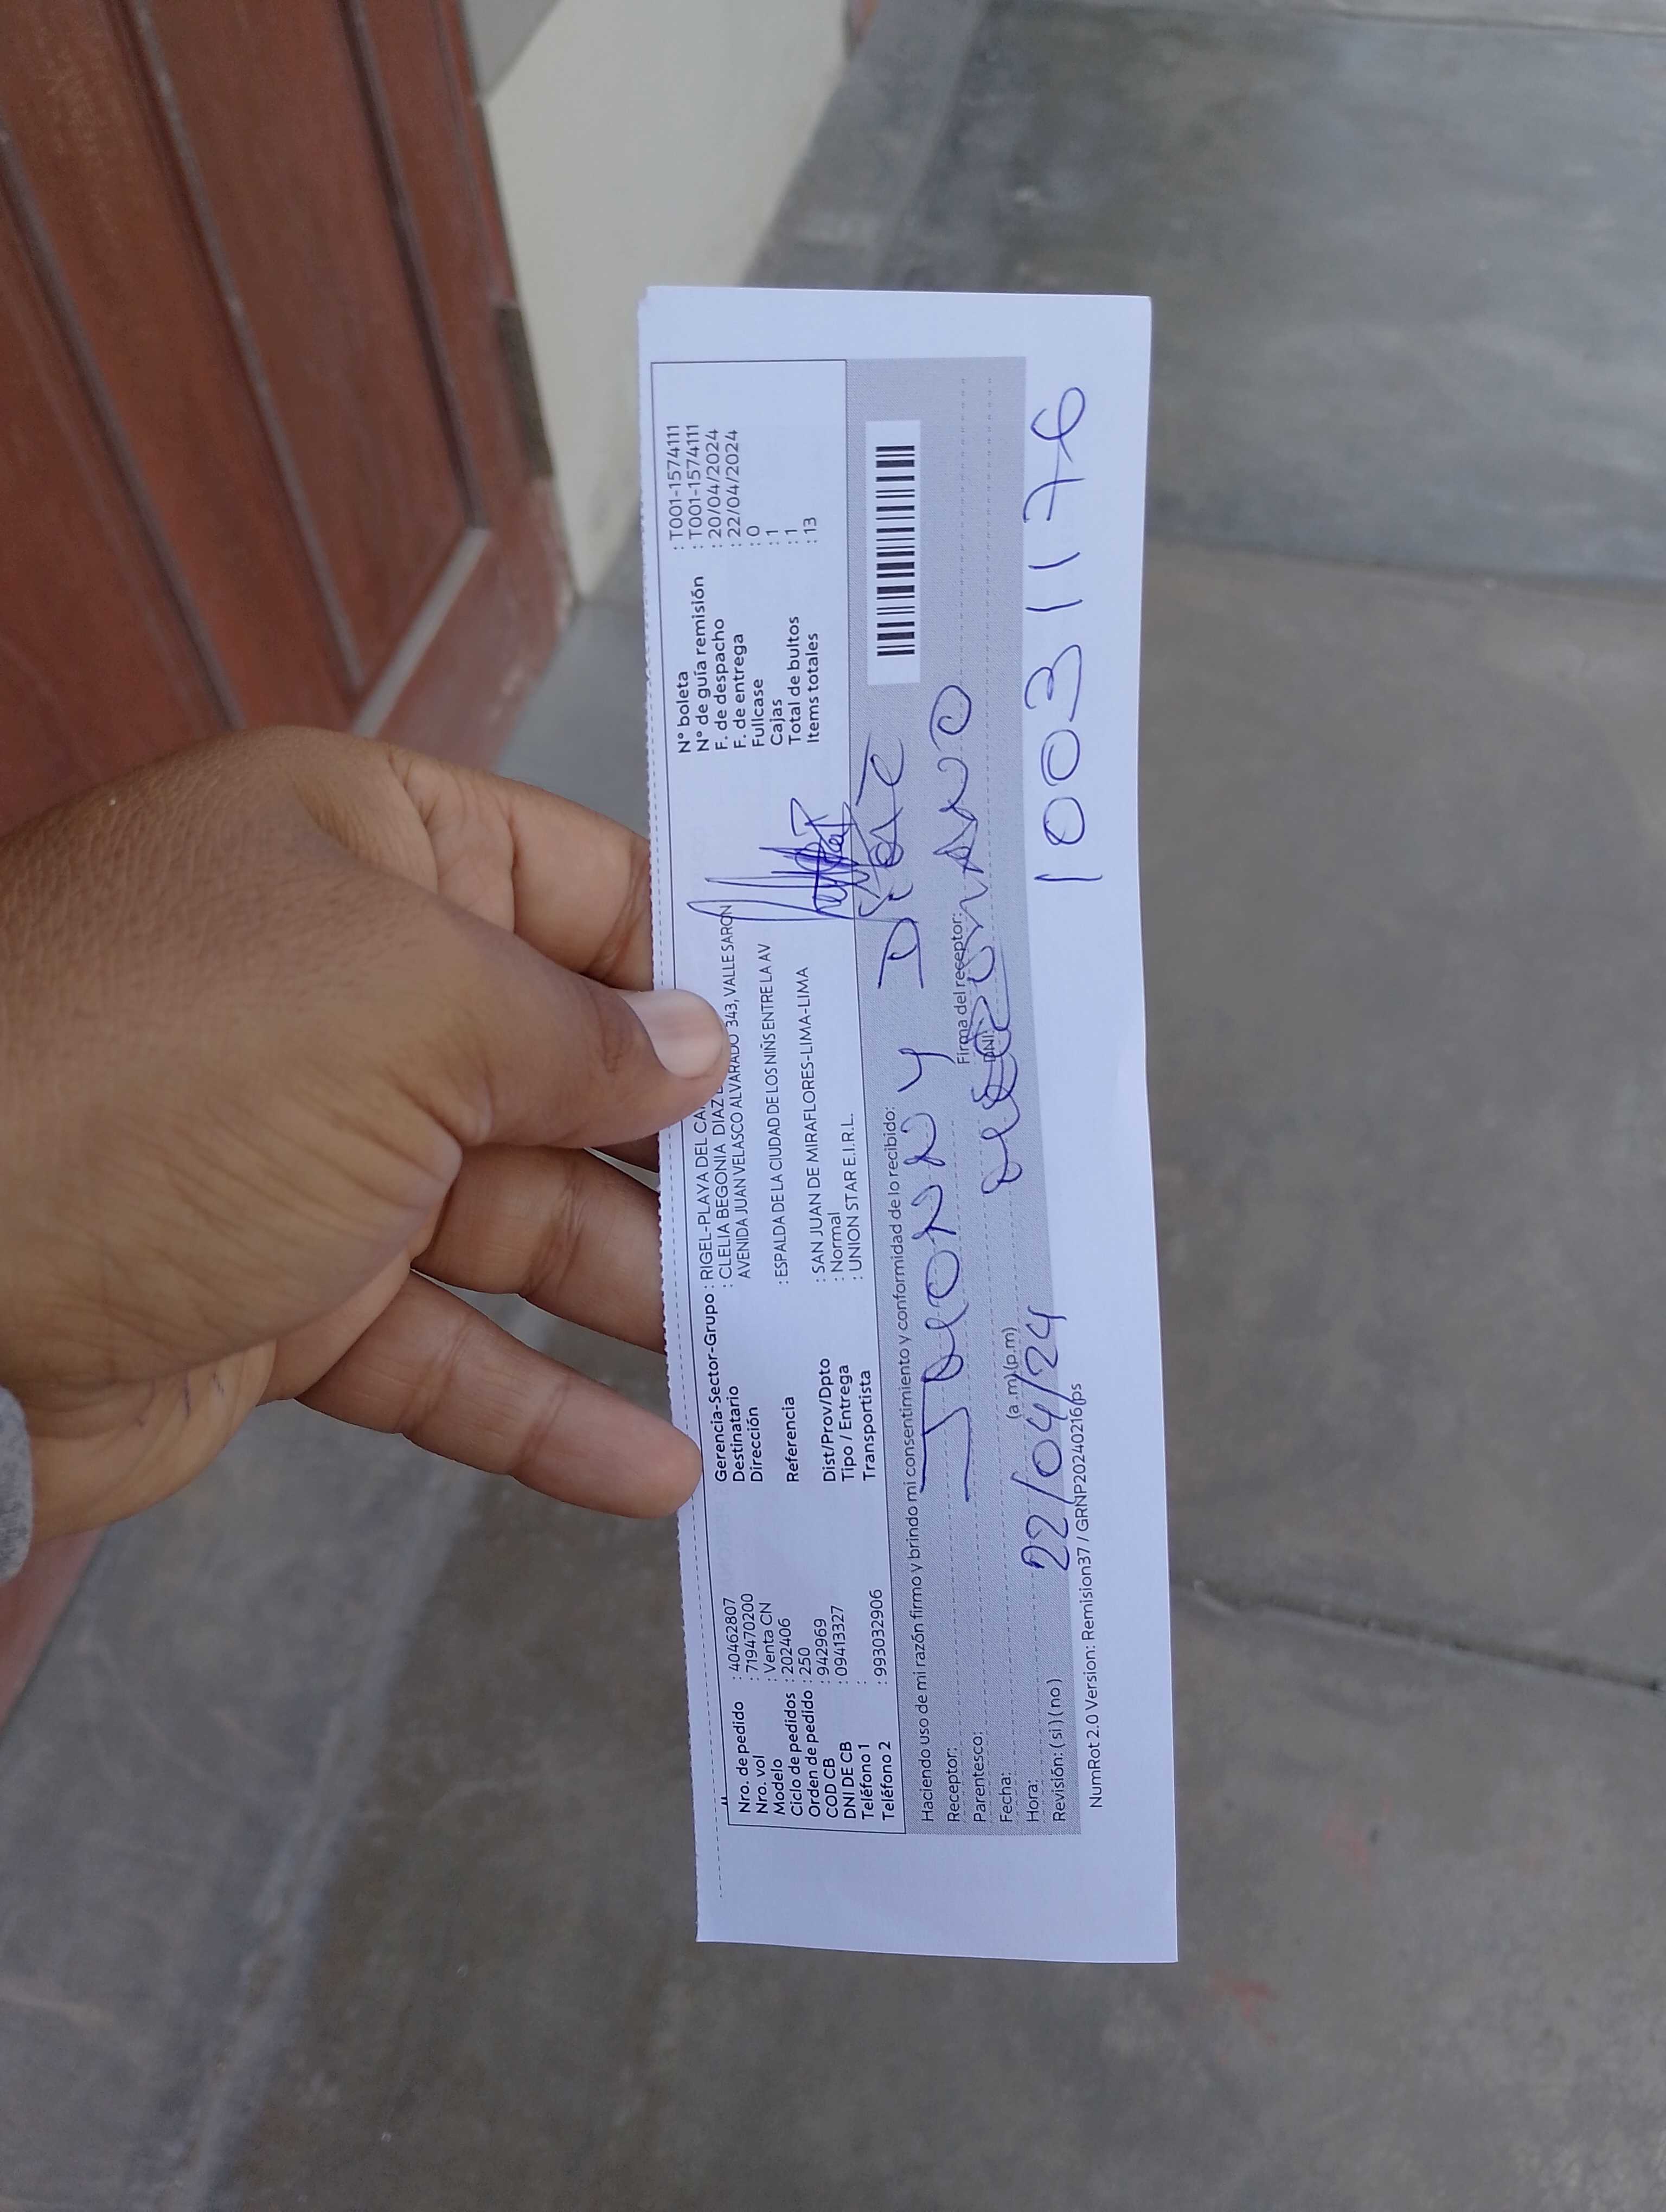 Nro. de pedido : 40462807
Nro. vol : 719470200
Modelo : Venta CN
Ciclo de pedidos : 202406
Orden de pedido : 250
COD CB : 942969
DNI DE CB : 09413327
Teléfono 1 :
Teléfono 2 : 993032906
Gerencia-Sector-Grupo : RIGEL-PLAYA DEL
Destinatario : CLELIA BEGONIA DIAZ
Dirección AVENIDA JUAN VELASCO ALVARADO 343, VALLE SARON
Referencia : ESPALDA DE LA CIUDAD DE LOS NIÑS ENTRE LA AV
Dist/Prov/Dpto : SAN JUAN DE MIRAFLORES-LIMA-LIMA
Tipo / Entrega : Normal
Transportista : UNION STAR E.I.R.L.
N° boleta : T001-1574111
N° de guía remisión : T001-1574111
F. de despacho : 20/04/2024
F. de entrega : 22/04/2024
Fullcase : 0
Cajas : 1
Total de bultos : 1
Items totales : 13
Haciendo uso de mi razón firmo y brindo mi consentimiento y conformidad de lo recibido:
Receptor: JHONNY
Parentesco: Firma del receptor:
Fecha: DNI:
Hora: (a.m)(p.m)
22/04/24
10031176
Revisión: (si) (no)
NumRot 2.0 Version: Remision37 / GRNP20240216ps